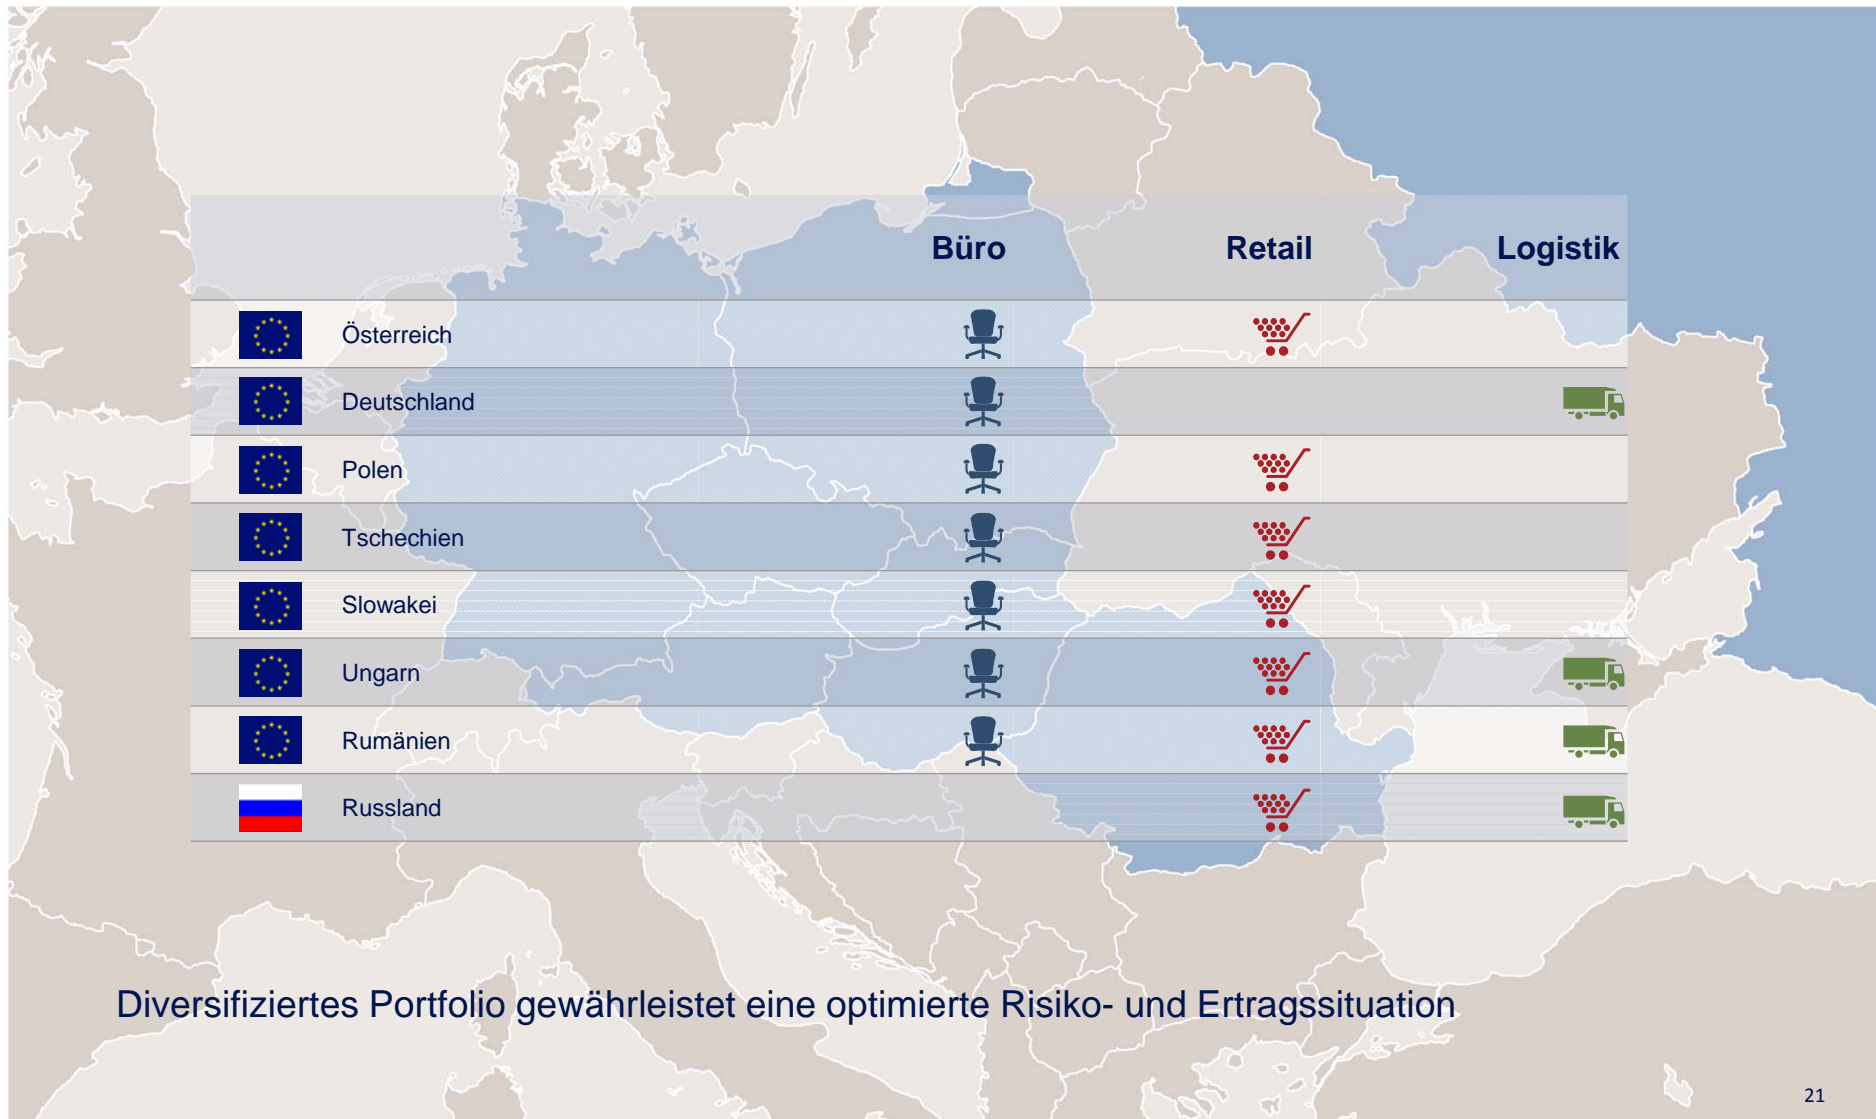 Büro Retail Logistik
Österreich
Deutschland
Polen
Tschechien
Slowakei
Ungarn
Rumänien
Russland
Diversifiziertes Portfolio gewährleistet eine optimierte Risiko- und Ertragssituation
21